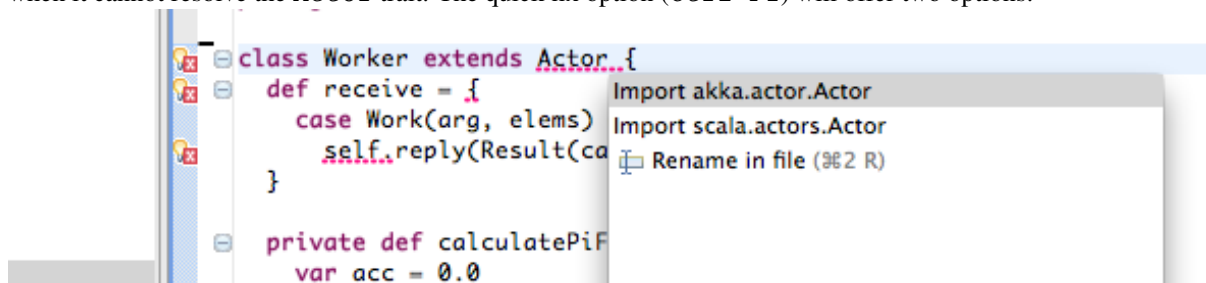 class Worker extends Actor {
Import akka.actor.Actor
def receive = {
case Work(arg, elems)
Import scala.actors.Actor
self.reply(Result(ca
Rename in file (⌘2 R)
}
private def calculatePiF
var acc = 0.0